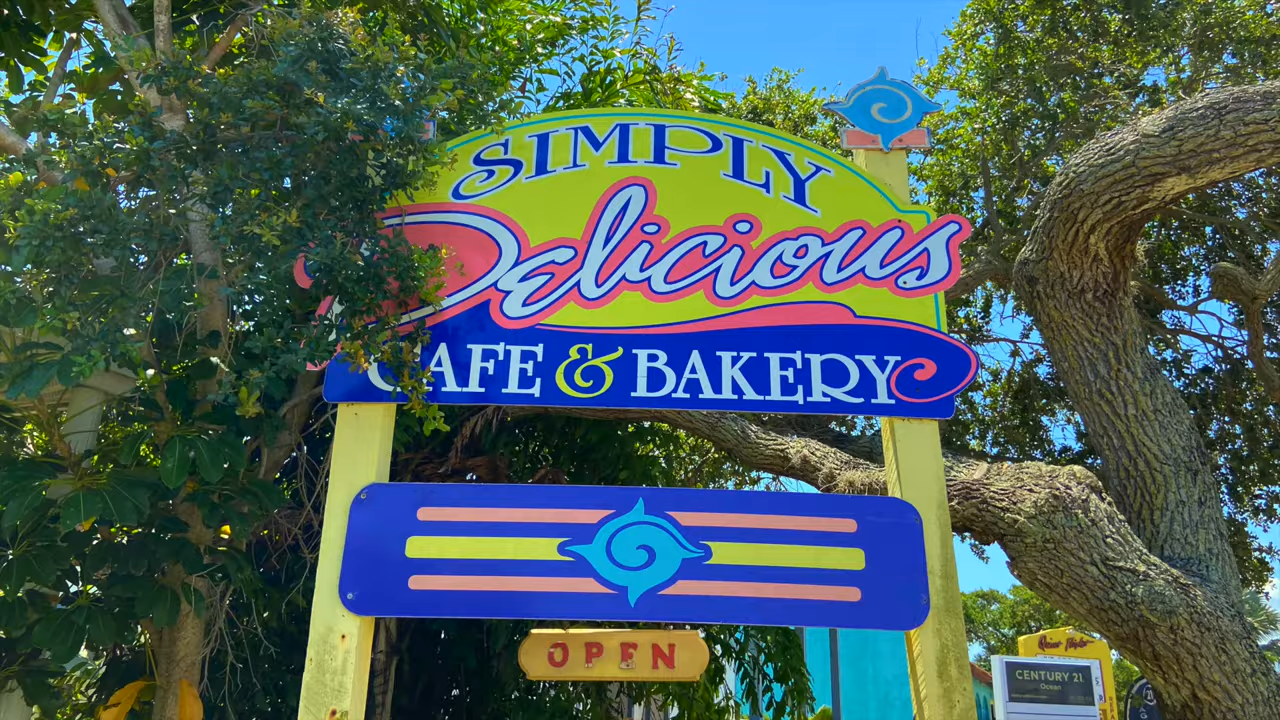 SIMPLY
Delicious
CAFE & BAKERY
OPEN
CENTURY 21
Ocean